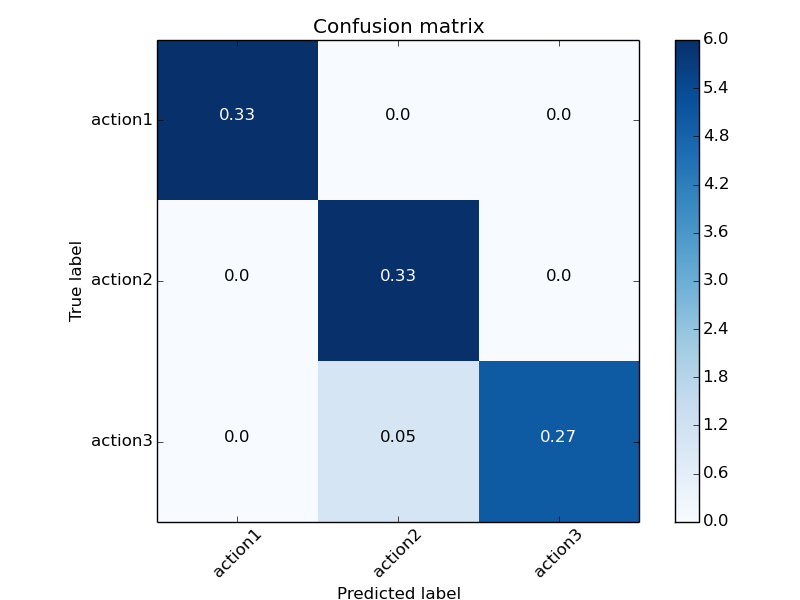 Confusion matrix
action1
0.33
0.0
0.0
action2
0.0
0.33
0.0
action3
0.0
0.05
0.27
action1
action2
action3
True label
Predicted label
6.0
5.4
4.8
4.2
3.6
3.0
2.4
1.8
1.2
0.6
0.0